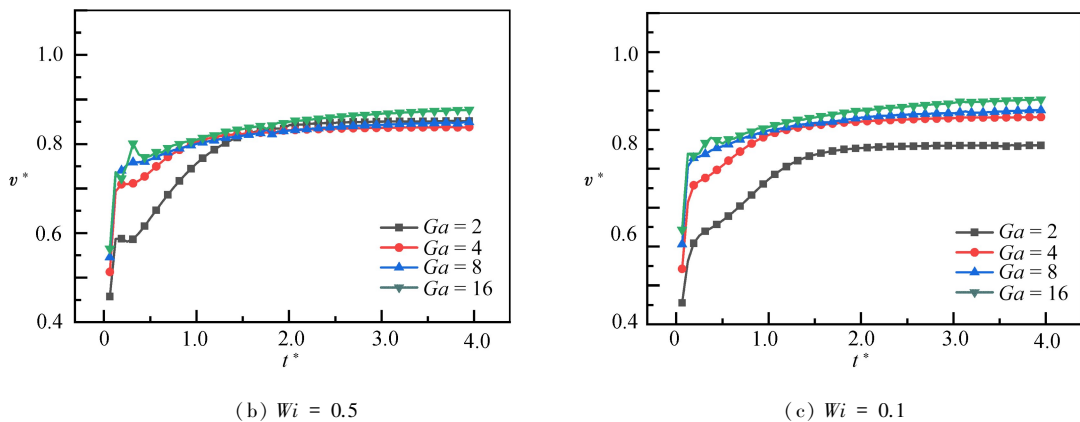 1.0
0.8
0.6
0.4
v*
Ga = 2
Ga = 4
Ga = 8
Ga = 16
0 1.0 2.0 3.0 4.0
t*
(b) Wi = 0.5
1.0
0.8
0.6
0.4
v*
Ga = 2
Ga = 4
Ga = 8
Ga = 16
0 1.0 2.0 3.0 4.0
t*
(c) Wi = 0.1